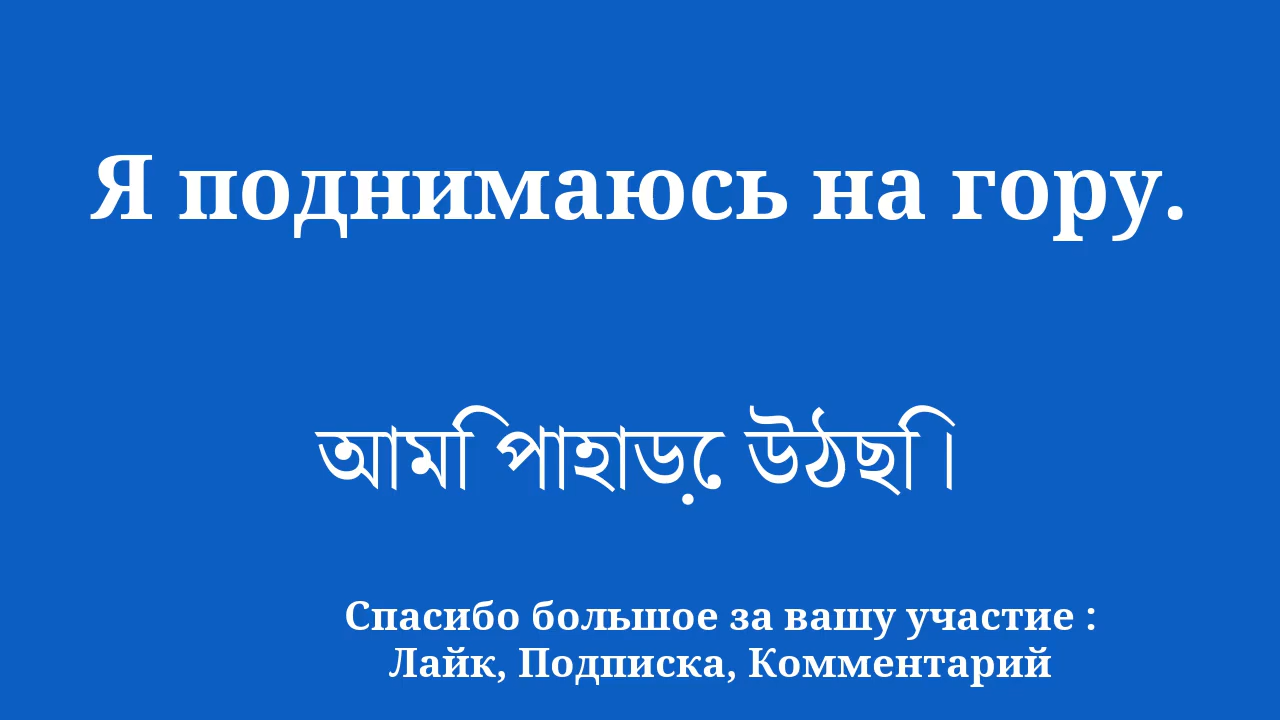 Я поднимаюсь на гору.
আমি পাহাড়ে উঠছি।
Спасибо большое за вашу участие :
Лайк, Подписка, Комментарий